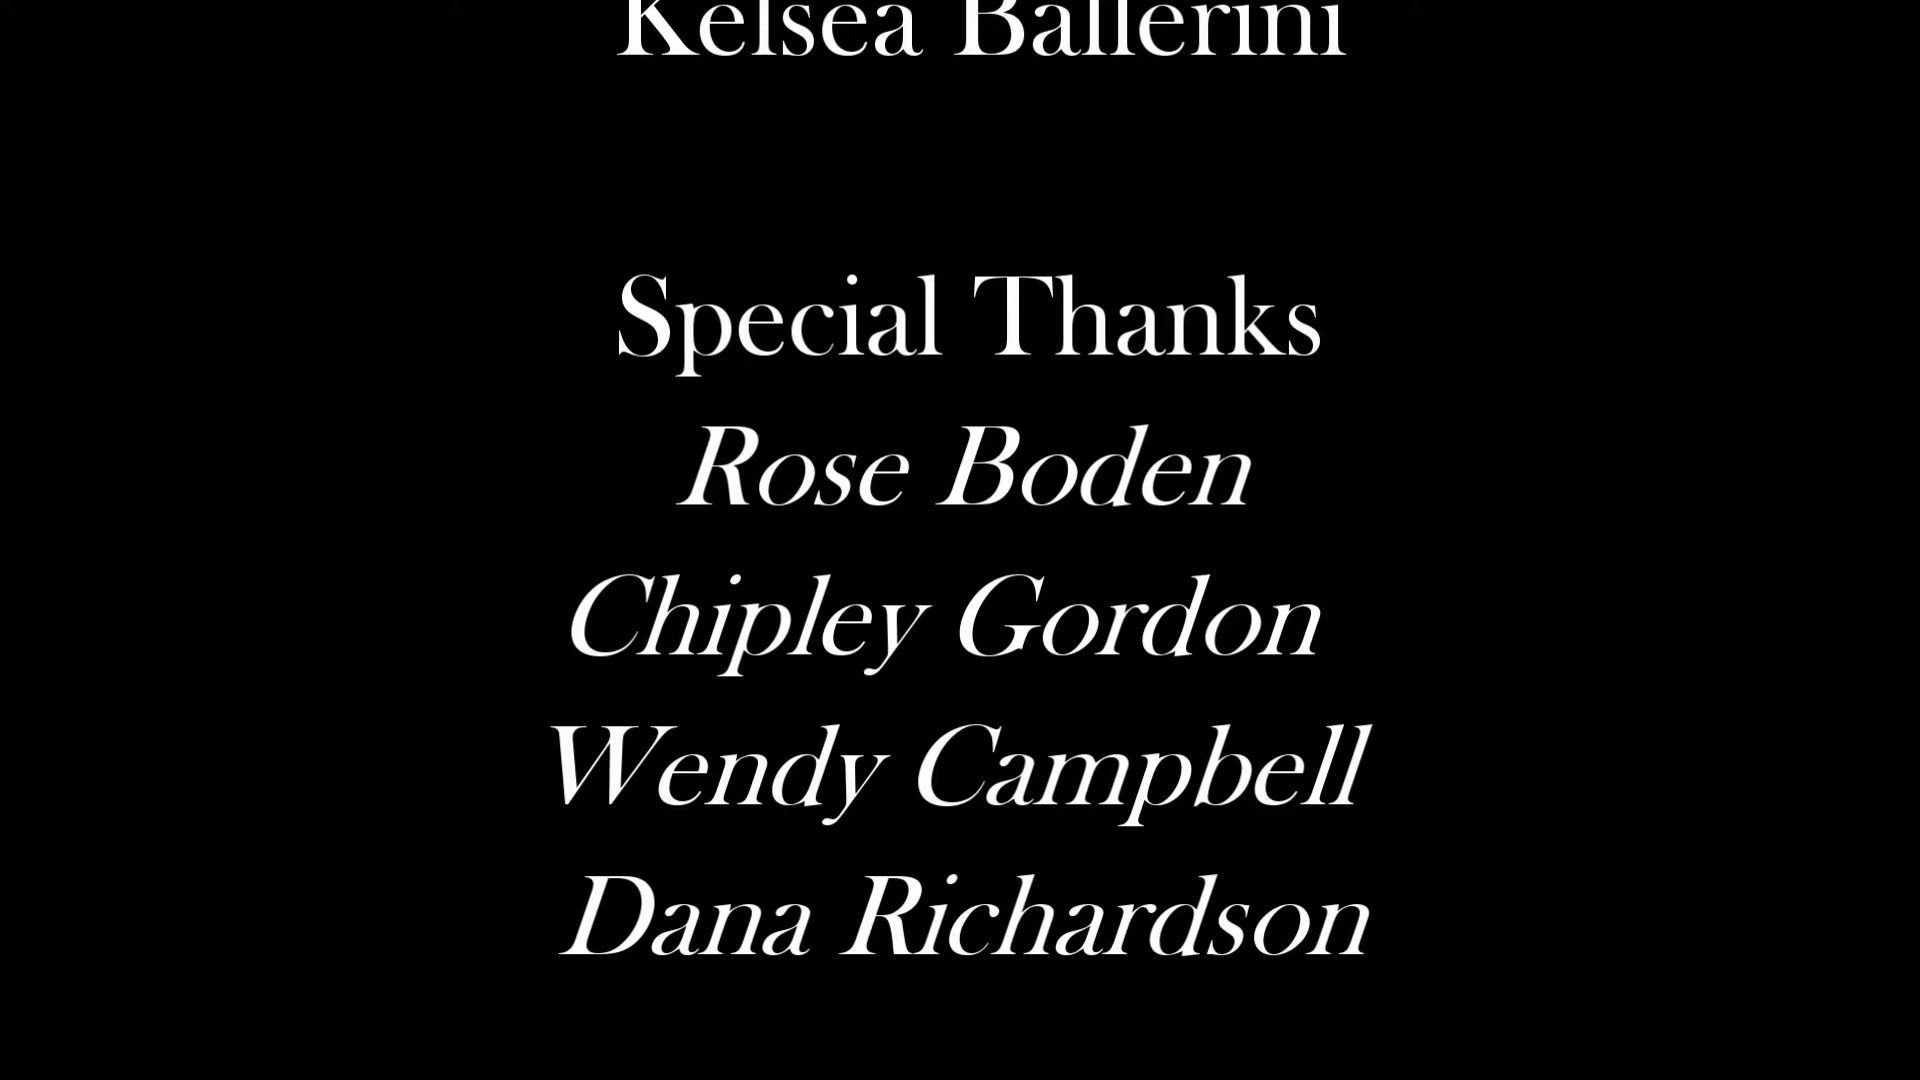 Kelsea Ballerini
Special Thanks
Rose Boden
Chipley Gordon
Wendy Campbell
Dana Richardson